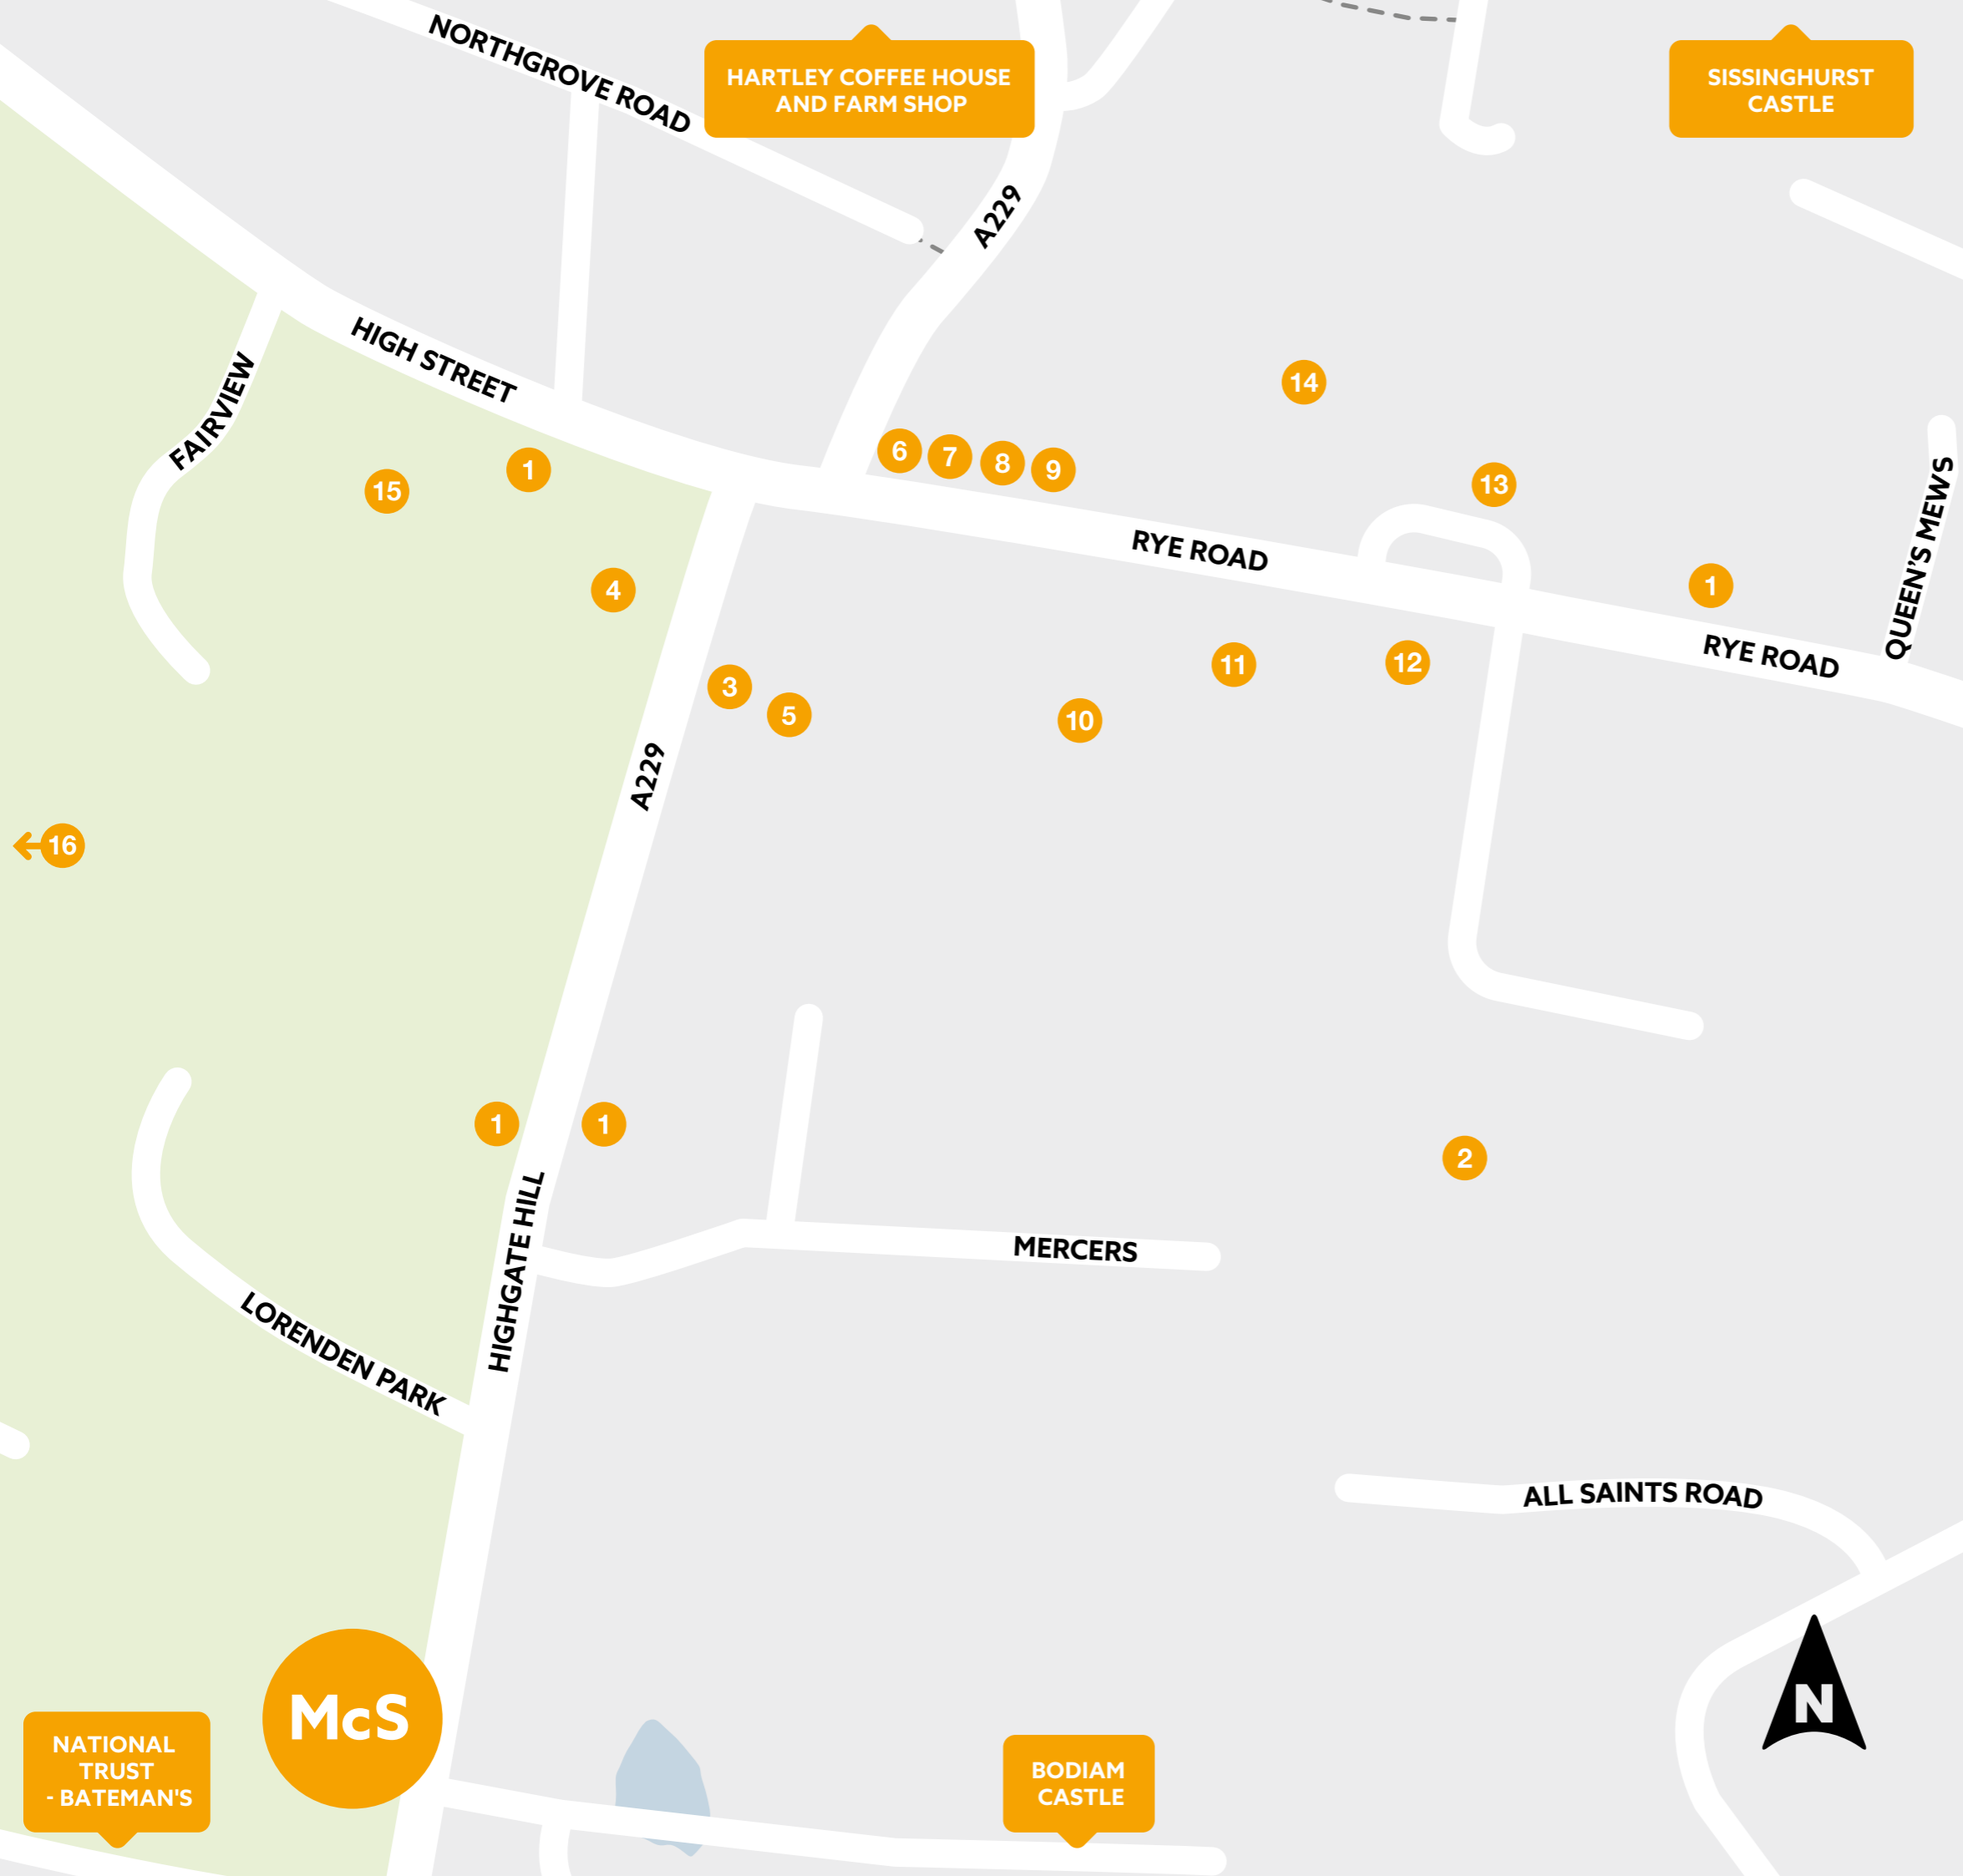 NORTHGROVE ROAD
HARTLEY COFFEE HOUSE
AND FARM SHOP
SISSINGHURST
CASTLE
A229
HIGH STREET
FAIRVIEW
14
6
7
8
9
1
15
13
QUEEN'S MEWS
RYE ROAD
4
1
RYE ROAD
11
12
3
5
10
A229
16
1
1
2
HIGHGATE HILL
MERCERS
LORENDEN PARK
ALL SAINTS ROAD
McS
N
NATIONAL
TRUST
- BATEMAN'S
BODIAM
CASTLE